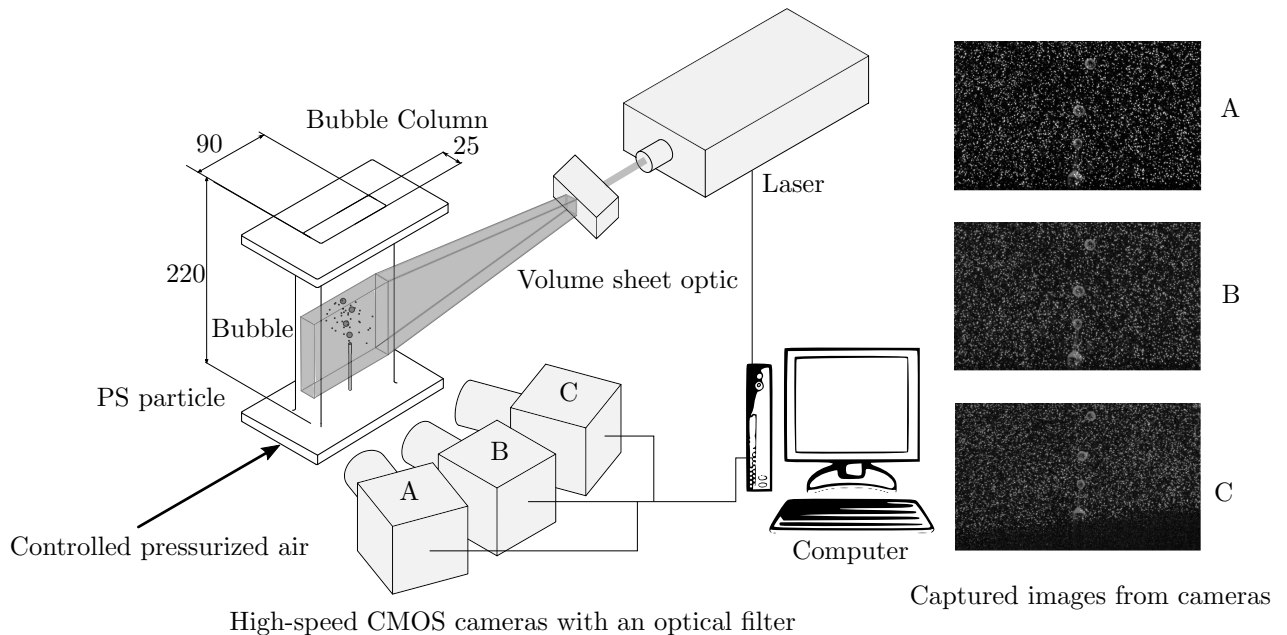 Bubble Column
90
25
A
Laser
220
Volume sheet optic
B
Bubble
PS particle
C
B
A
C
Controlled pressurized air
Computer
Captured images from cameras
High-speed CMOS cameras with an optical filter